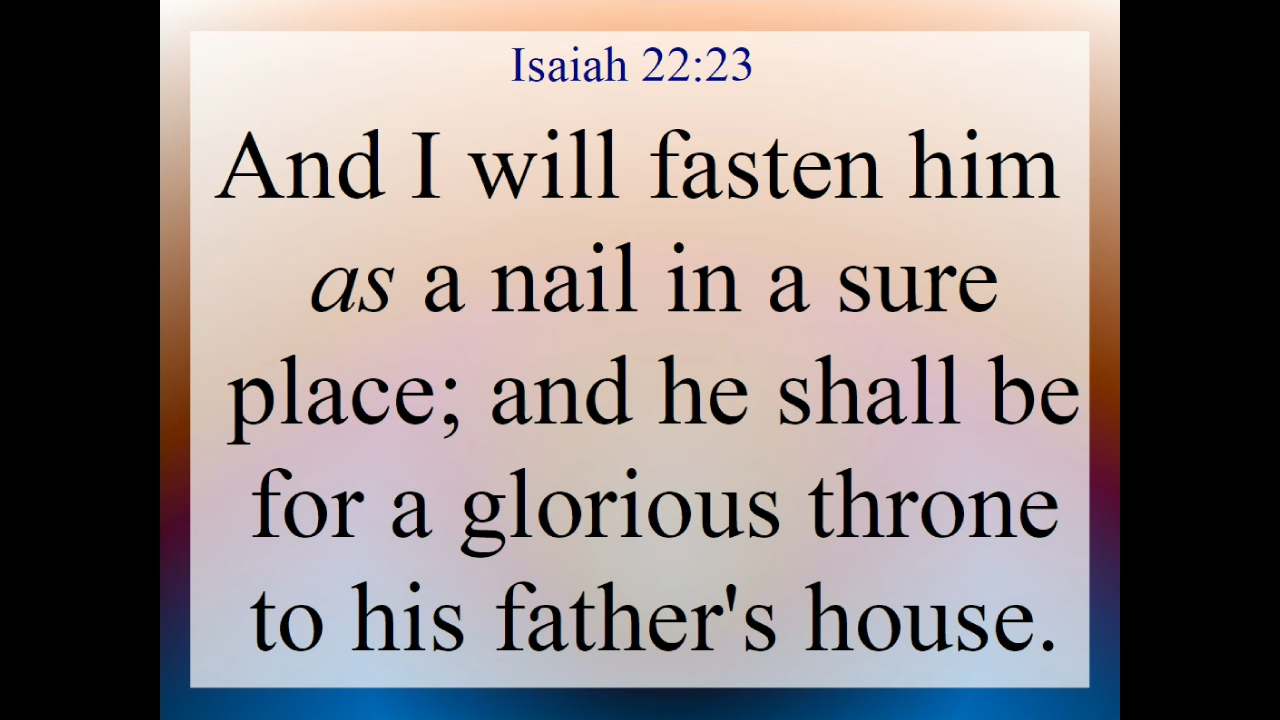 Isaiah 22:23
And I will fasten him
as a nail in a sure
place; and he shall be
for a glorious throne
to his father's house.